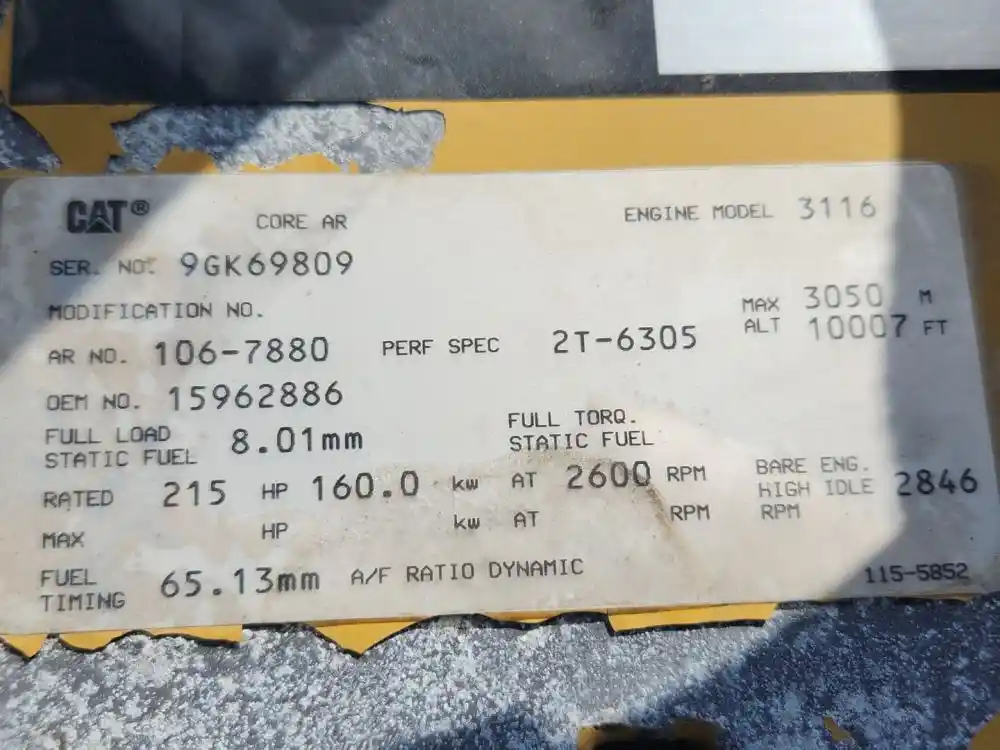 CAT® CORE AR ENGINE MODEL 3116
SER. NO. 9GK69809
MODIFICATION NO.
MAX ALT 3050 M 10007 FT
AR NO. 106-7880 PERF SPEC 2T-6305
OEM NO. 15962886
FULL LOAD STATIC FUEL 8.01mm FULL TORQ. STATIC FUEL
RATED 215 HP 160.0 kw AT 2600 RPM BARE ENG. HIGH IDLE RPM 2846
MAX HP kw AT RPM
FUEL TIMING 65.13mm A/F RATIO DYNAMIC
115-5852